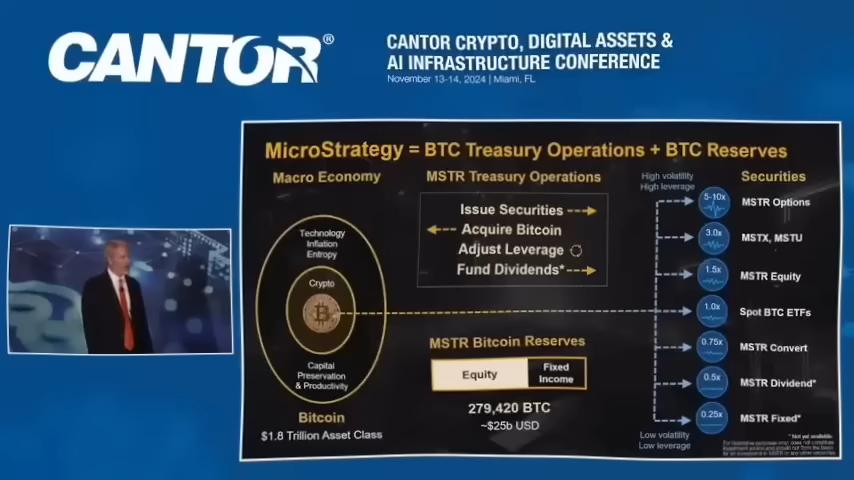 CANTOR®
CANTOR CRYPTO, DIGITAL ASSETS &
AI INFRASTRUCTURE CONFERENCE
November 13-14, 2024 | Miami, FL
MicroStrategy = BTC Treasury Operations + BTC Reserves
Macro Economy
Technology
Inflation
Entropy
Crypto
Capital
Preservation
& Productivity
Bitcoin
$1.8 Trillion Asset Class
MSTR Treasury Operations
Issue Securities
Acquire Bitcoin
Adjust Leverage
Fund Dividends*
MSTR Bitcoin Reserves
Equity
Fixed
Income
279,420 BTC
~$25b USD
High volatility
High leverage
Securities
5-10x MSTR Options
3.0x MSTX, MSTU
1.5x MSTR Equity
1.0x Spot BTC ETFs
0.75x MSTR Convert
0.5x MSTR Dividend*
0.25x MSTR Fixed*
Low volatility
Low leverage
* Not yet available.